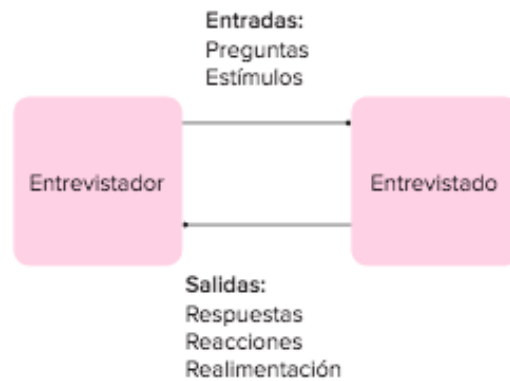 Entradas:
Preguntas
Estímulos
Entrevistador
Entrevistado
Salidas:
Respuestas
Reacciones
Realimentación